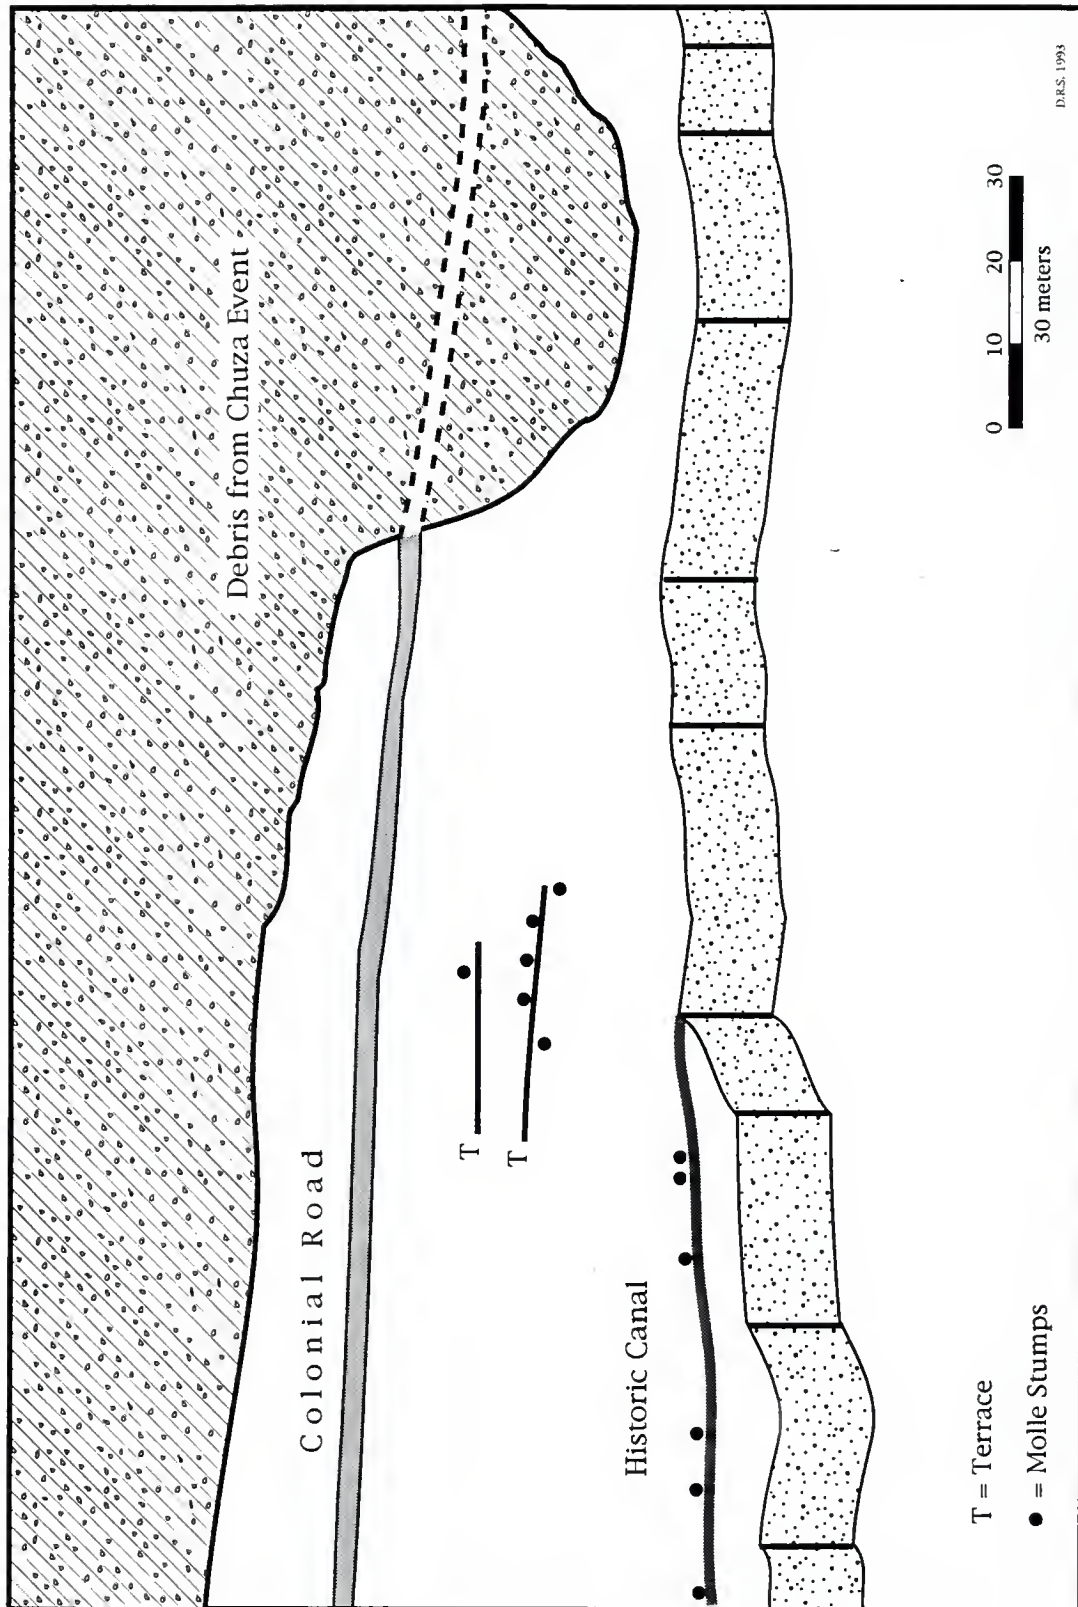 Debris from Chuza Event
Colonial Road
T
T
Historic Canal
T = Terrace
● = Molle Stumps
0 10 20 30
30 meters
D.R.S. 1993